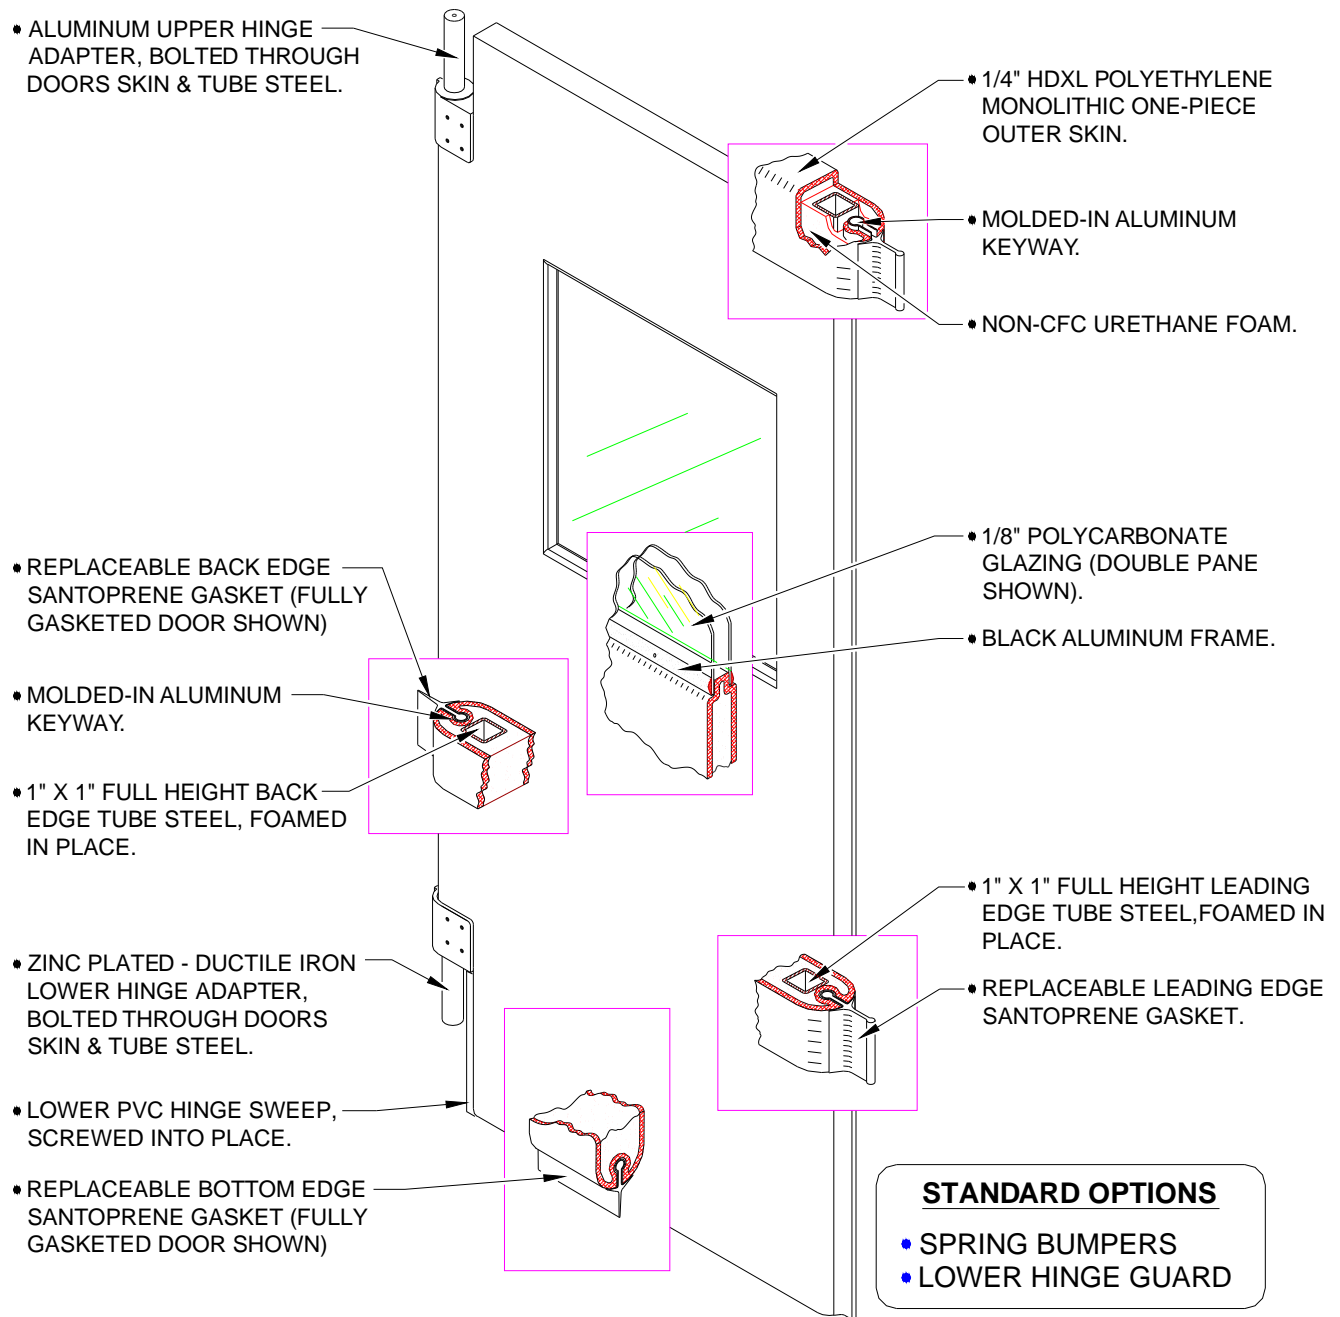 ALUMINUM UPPER HINGE
ADAPTER, BOLTED THROUGH
DOORS SKIN & TUBE STEEL.
1/4" HDXL POLYETHYLENE
MONOLITHIC ONE-PIECE
OUTER SKIN.
MOLDED-IN ALUMINUM
KEYWAY.
NON-CFC URETHANE FOAM.
1/8" POLYCARBONATE
GLAZING (DOUBLE PANE
SHOWN).
BLACK ALUMINUM FRAME.
REPLACEABLE BACK EDGE
SANTOPRENE GASKET (FULLY
GASKETED DOOR SHOWN)
MOLDED-IN ALUMINUM
KEYWAY.
1" X 1" FULL HEIGHT BACK
EDGE TUBE STEEL, FOAMED
IN PLACE.
1" X 1" FULL HEIGHT LEADING
EDGE TUBE STEEL,FOAMED IN
PLACE.
REPLACEABLE LEADING EDGE
SANTOPRENE GASKET.
ZINC PLATED - DUCTILE IRON
LOWER HINGE ADAPTER,
BOLTED THROUGH DOORS
SKIN & TUBE STEEL.
LOWER PVC HINGE SWEEP,
SCREWED INTO PLACE.
REPLACEABLE BOTTOM EDGE
SANTOPRENE GASKET (FULLY
GASKETED DOOR SHOWN)
STANDARD OPTIONS
SPRING BUMPERS
LOWER HINGE GUARD